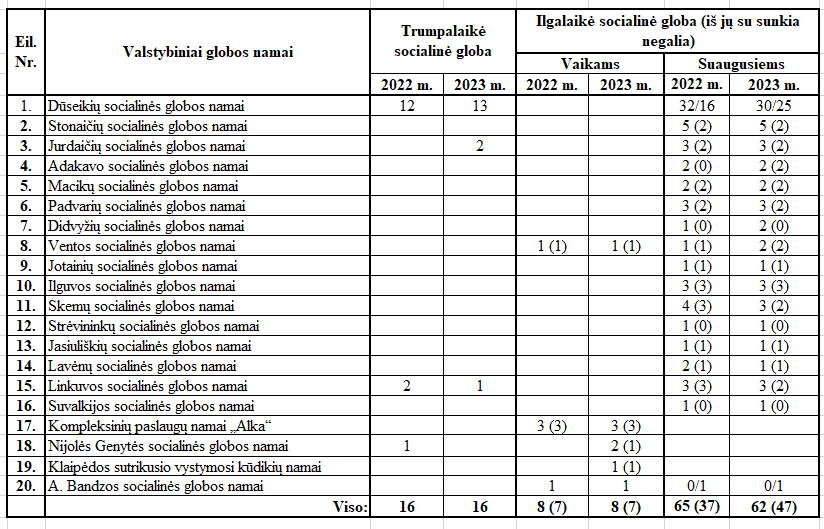 Eil. Nr. Valstybiniai globos namai Trumpalaikė socialinė globa Ilgalaikė socialinė globa (iš jų su sunkia negalia)
Vaikams Suaugusiems
2022 m. 2023 m. 2022 m. 2023 m. 2022 m. 2023 m.
1. Dūseikių socialinės globos namai 12 13 32/16 30/25
2. Stonaičių socialinės globos namai 5 (2) 5 (2)
3. Jurdaičių socialinės globos namai 2 3 (2) 3 (2)
4. Adakavo socialinės globos namai 2 (0) 2 (2)
5. Macikų socialinės globos namai 2 (2) 2 (2)
6. Padvarių socialinės globos namai 3 (2) 3 (2)
7. Didvyžių socialinės globos namai 1 (0) 2 (0)
8. Ventos socialinės globos namai 1 (1) 1 (1) 1 (1) 2 (2)
9. Jotainių socialinės globos namai 1 (1) 1 (1)
10. Ilguvos socialinės globos namai 3 (3) 3 (3)
11. Skemų socialinės globos namai 4 (3) 3 (2)
12. Strėvininkų socialinės globos namai 1 (0) 1 (0)
13. Jasiuliškių socialinės globos namai 1 (1) 1 (1)
14. Lavėnų socialinės globos namai 2 (1) 1 (1)
15. Linkuvos socialinės globos namai 2 1 3 (3) 3 (2)
16. Suvalkijos socialinės globos namai 1 (0) 1 (0)
17. Kompleksinių paslaugų namai „Alka“ 3 (3) 3 (3)
18. Nijolės Genytės socialinės globos namai 1 2 (1)
19. Klaipėdos sutrikusio vystymosi kūdikių namai 1 (1)
20. A. Bandzos socialinės globos namai 1 1 0/1 0/1
Viso: 16 16 8 (7) 8 (7) 65 (37) 62 (47)